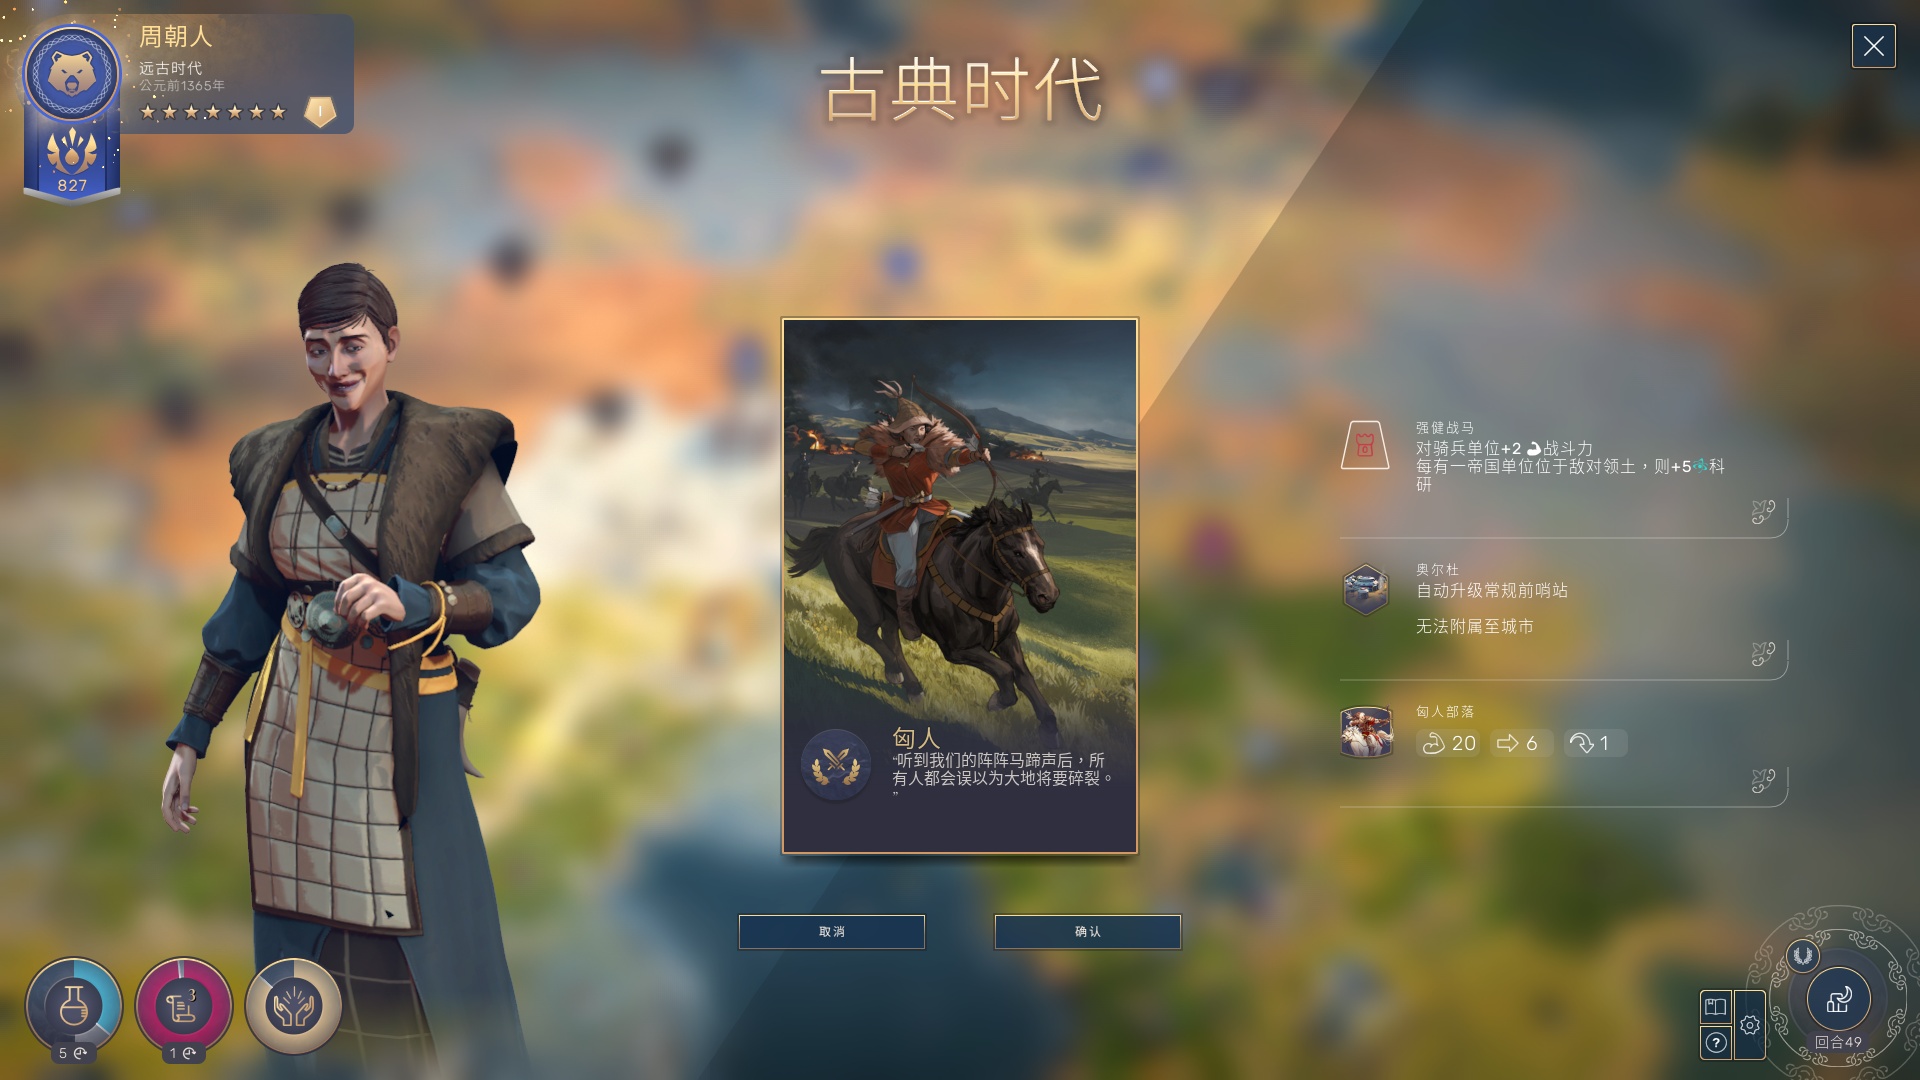 周朝人
远古时代
公元前1365年
I
827
古典时代
强健战马
对骑兵单位+2 战斗力
每有一帝国单位位于敌对领土，则+5 科
研
奥尔杜
自动升级常规前哨站
无法附属至城市
匈人部落
20 6 1
匈人
“听到我们的阵阵马蹄声后，所
有人都会误以为大地将要碎裂。
”
取消
确认
3
5
1
?
回合49